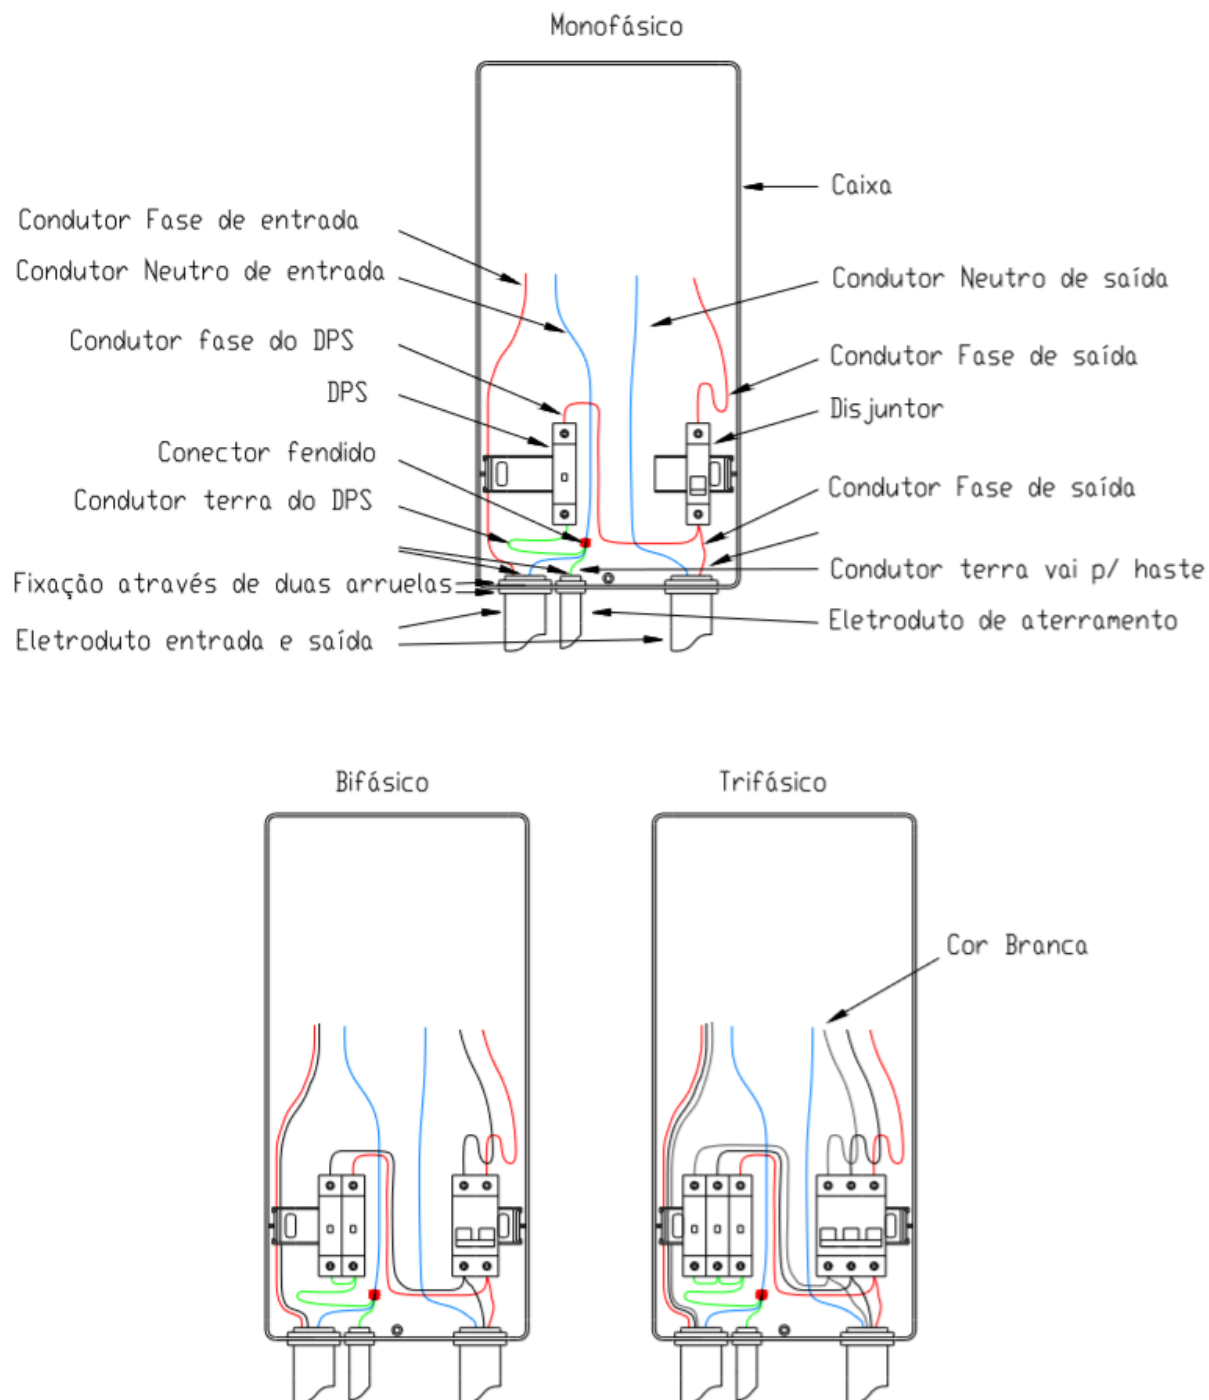 Monofásico
Caixa
Condutor Fase de entrada
Condutor Neutro de entrada
Condutor Neutro de saída
Condutor fase do DPS
Condutor Fase de saída
DPS
Disjuntor
Conector fendido
Condutor Fase de saída
Condutor terra do DPS
Condutor terra vai p/ haste
Fixação através de duas arruelas
Eletroduto de aterramento
Eletroduto entrada e saída
Bifásico
Trifásico
Cor Branca